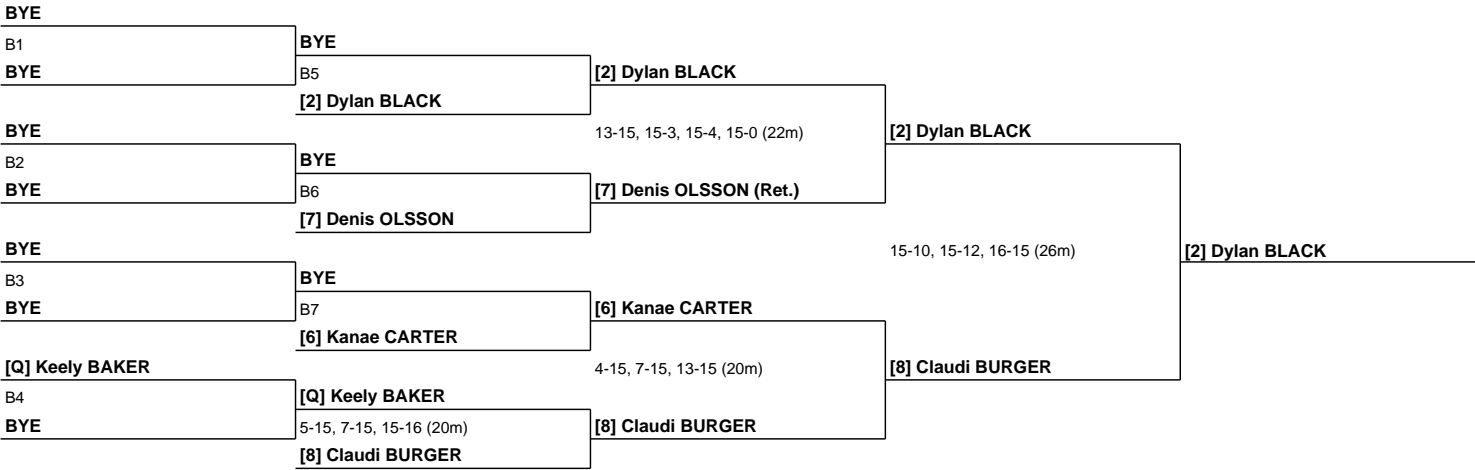 BYE
B1
BYE
BYE
B5
[2] Dylan BLACK
[2] Dylan BLACK
BYE
13-15, 15-3, 15-4, 15-0 (22m)
[2] Dylan BLACK
B2
BYE
BYE
B6
[7] Denis OLSSON (Ret.)
[7] Denis OLSSON
BYE
15-10, 15-12, 16-15 (26m)
[2] Dylan BLACK
B3
BYE
BYE
B7
[6] Kanae CARTER
[6] Kanae CARTER
[Q] Keely BAKER
4-15, 7-15, 13-15 (20m)
[8] Claudi BURGER
B4
[Q] Keely BAKER
BYE
5-15, 7-15, 15-16 (20m)
[8] Claudi BURGER
[8] Claudi BURGER